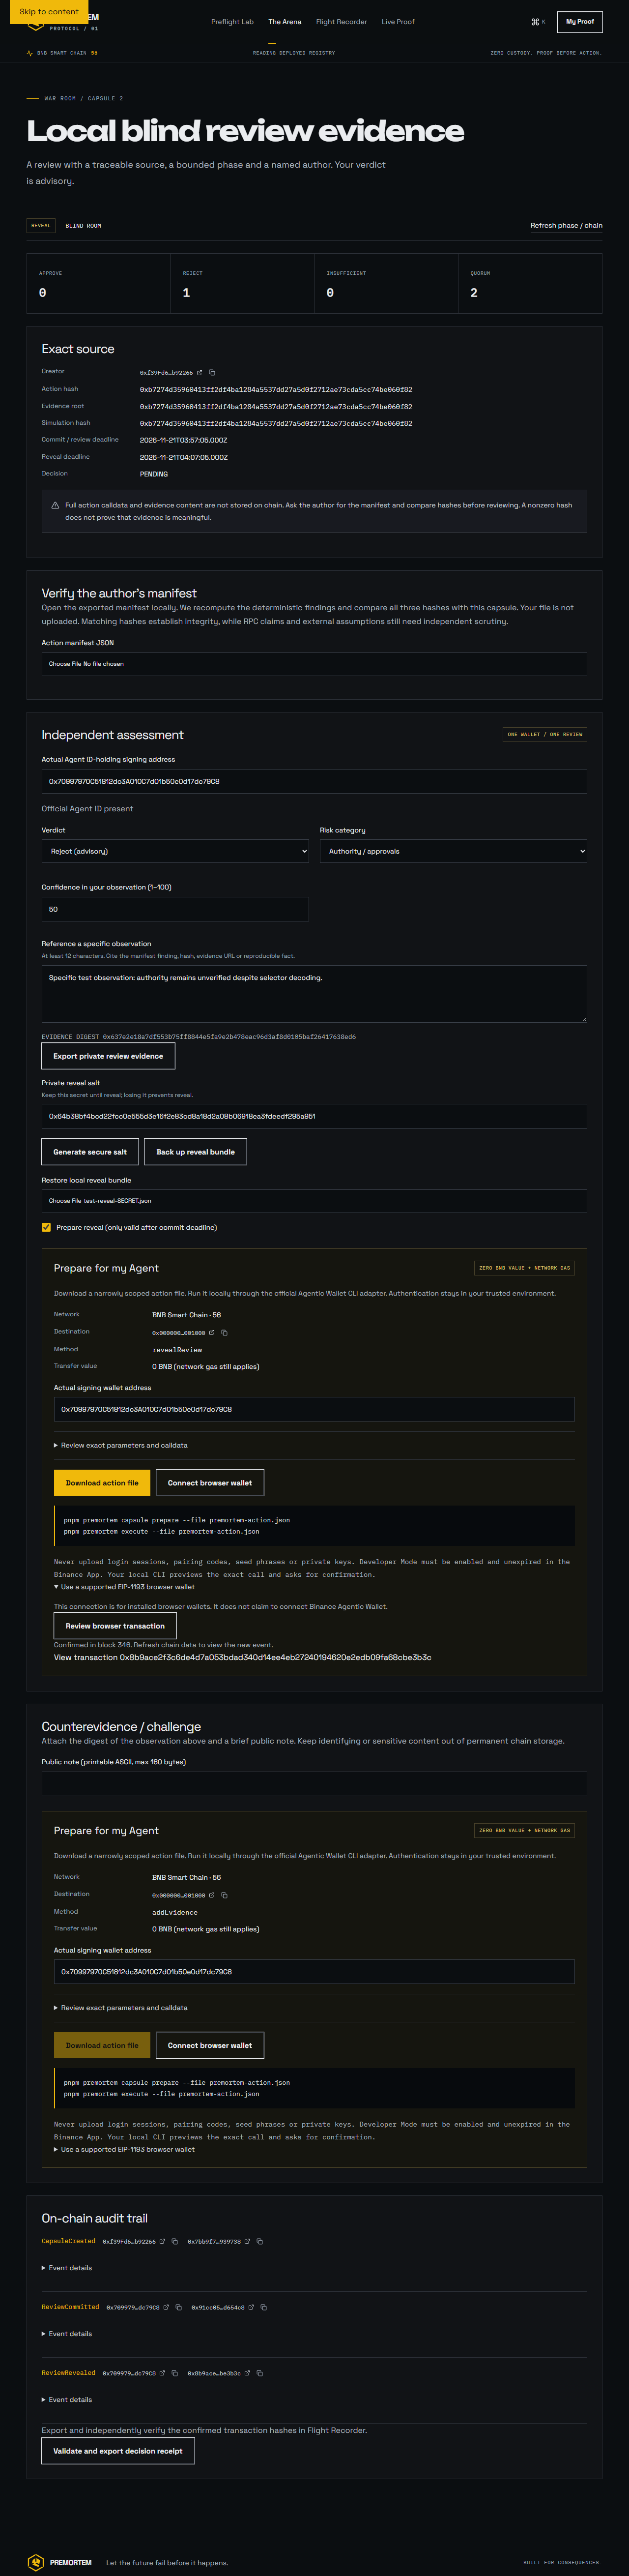 Skip to content
EM
PROTOCOL / 01
Preflight Lab
The Arena
Flight Recorder
Live Proof
K
My Proof
BNB SMART CHAIN 56
READING DEPLOYED REGISTRY
ZERO CUSTODY. PROOF BEFORE ACTION.
WAR ROOM / CAPSULE 2
Local blind review evidence
A review with a traceable source, a bounded phase and a named author. Your verdict
is advisory.
REVEAL
BLIND ROOM
Refresh phase / chain
APPROVE
0
REJECT
1
INSUFFICIENT
0
QUORUM
2
Exact source
Creator
0xf39Fd6…b92266
Action hash
0xb7274d35960413ff2df4ba1284a5537dd27a5d0f2712ae73cda5cc74be060f82
Evidence root
0xb7274d35960413ff2df4ba1284a5537dd27a5d0f2712ae73cda5cc74be060f82
Simulation hash
0xb7274d35960413ff2df4ba1284a5537dd27a5d0f2712ae73cda5cc74be060f82
Commit / review deadline
2026-11-21T03:57:05.000Z
Reveal deadline
2026-11-21T04:07:05.000Z
Decision
PENDING
Full action calldata and evidence content are not stored on chain. Ask the author for the manifest and compare hashes before reviewing. A nonzero hash
does not prove that evidence is meaningful.
Verify the author's manifest
Open the exported manifest locally. We recompute the deterministic findings and compare all three hashes with this capsule. Your file is not
uploaded. Matching hashes establish integrity, while RPC claims and external assumptions still need independent scrutiny.
Action manifest JSON
Choose File No file chosen
Independent assessment
ONE WALLET / ONE REVIEW
Actual Agent ID-holding signing address
0x70997970C51812dc3A010C7d01b50e0d17dc79C8
Official Agent ID present
Verdict
Risk category
Reject (advisory)
Authority / approvals
Confidence in your observation (1–100)
50
Reference a specific observation
At least 12 characters. Cite the manifest finding, hash, evidence URL or reproducible fact.
Specific test observation: authority remains unverified despite selector decoding.
EVIDENCE DIGEST 0x637e2e18a7df553b75ff8844e5fa9e2b478eac96d3af8d0105baf26417638ed6
Export private review evidence
Private reveal salt
Keep this secret until reveal; losing it prevents reveal.
0x64b38bf4bcd22fcc0e555d3e16f2e83cd8a18d2a08b06918ea3fdeedf295a951
Generate secure salt
Back up reveal bundle
Restore local reveal bundle
Choose File test-reveal-SECRET.json
Prepare reveal (only valid after commit deadline)
Prepare for my Agent
ZERO BNB VALUE + NETWORK GAS
Download a narrowly scoped action file. Run it locally through the official Agentic Wallet CLI adapter. Authentication stays in your trusted environment.
Network
BNB Smart Chain · 56
Destination
0x000000…001000
Method
revealReview
Transfer value
0 BNB (network gas still applies)
Actual signing wallet address
0x70997970C51812dc3A010C7d01b50e0d17dc79C8
Review exact parameters and calldata
Download action file
Connect browser wallet
pnpm premortem capsule prepare --file premortem-action.json
pnpm premortem execute --file premortem-action.json
Never upload login sessions, pairing codes, seed phrases or private keys. Developer Mode must be enabled and unexpired in the
Binance App. Your local CLI previews the exact call and asks for confirmation.
Use a supported EIP-1193 browser wallet
This connection is for installed browser wallets. It does not claim to connect Binance Agentic Wallet.
Review browser transaction
Confirmed in block 346. Refresh chain data to view the new event.
View transaction 0x8b9ace2f3c6de4d7a053bdad340d14ee4eb27240194620e2edb09fa68cbe3b3c
Counterevidence / challenge
Attach the digest of the observation above and a brief public note. Keep identifying or sensitive content out of permanent chain storage.
Public note (printable ASCII, max 160 bytes)
Prepare for my Agent
ZERO BNB VALUE + NETWORK GAS
Download a narrowly scoped action file. Run it locally through the official Agentic Wallet CLI adapter. Authentication stays in your trusted environment.
Network
BNB Smart Chain · 56
Destination
0x000000…001000
Method
addEvidence
Transfer value
0 BNB (network gas still applies)
Actual signing wallet address
0x70997970C51812dc3A010C7d01b50e0d17dc79C8
Review exact parameters and calldata
Download action file
Connect browser wallet
pnpm premortem capsule prepare --file premortem-action.json
pnpm premortem execute --file premortem-action.json
Never upload login sessions, pairing codes, seed phrases or private keys. Developer Mode must be enabled and unexpired in the
Binance App. Your local CLI previews the exact call and asks for confirmation.
Use a supported EIP-1193 browser wallet
On-chain audit trail
CapsuleCreated 0xf39Fd6…b92266 0x7bb9f7…939738
Event details
ReviewCommitted 0x709979…dc79C8 0x91cc05…d654c8
Event details
ReviewRevealed 0x709979…dc79C8 0x8b9ace…be3b3c
Event details
Export and independently verify the confirmed transaction hashes in Flight Recorder.
Validate and export decision receipt
PREMORTEM
Let the future fail before it happens.
BUILT FOR CONSEQUENCES.